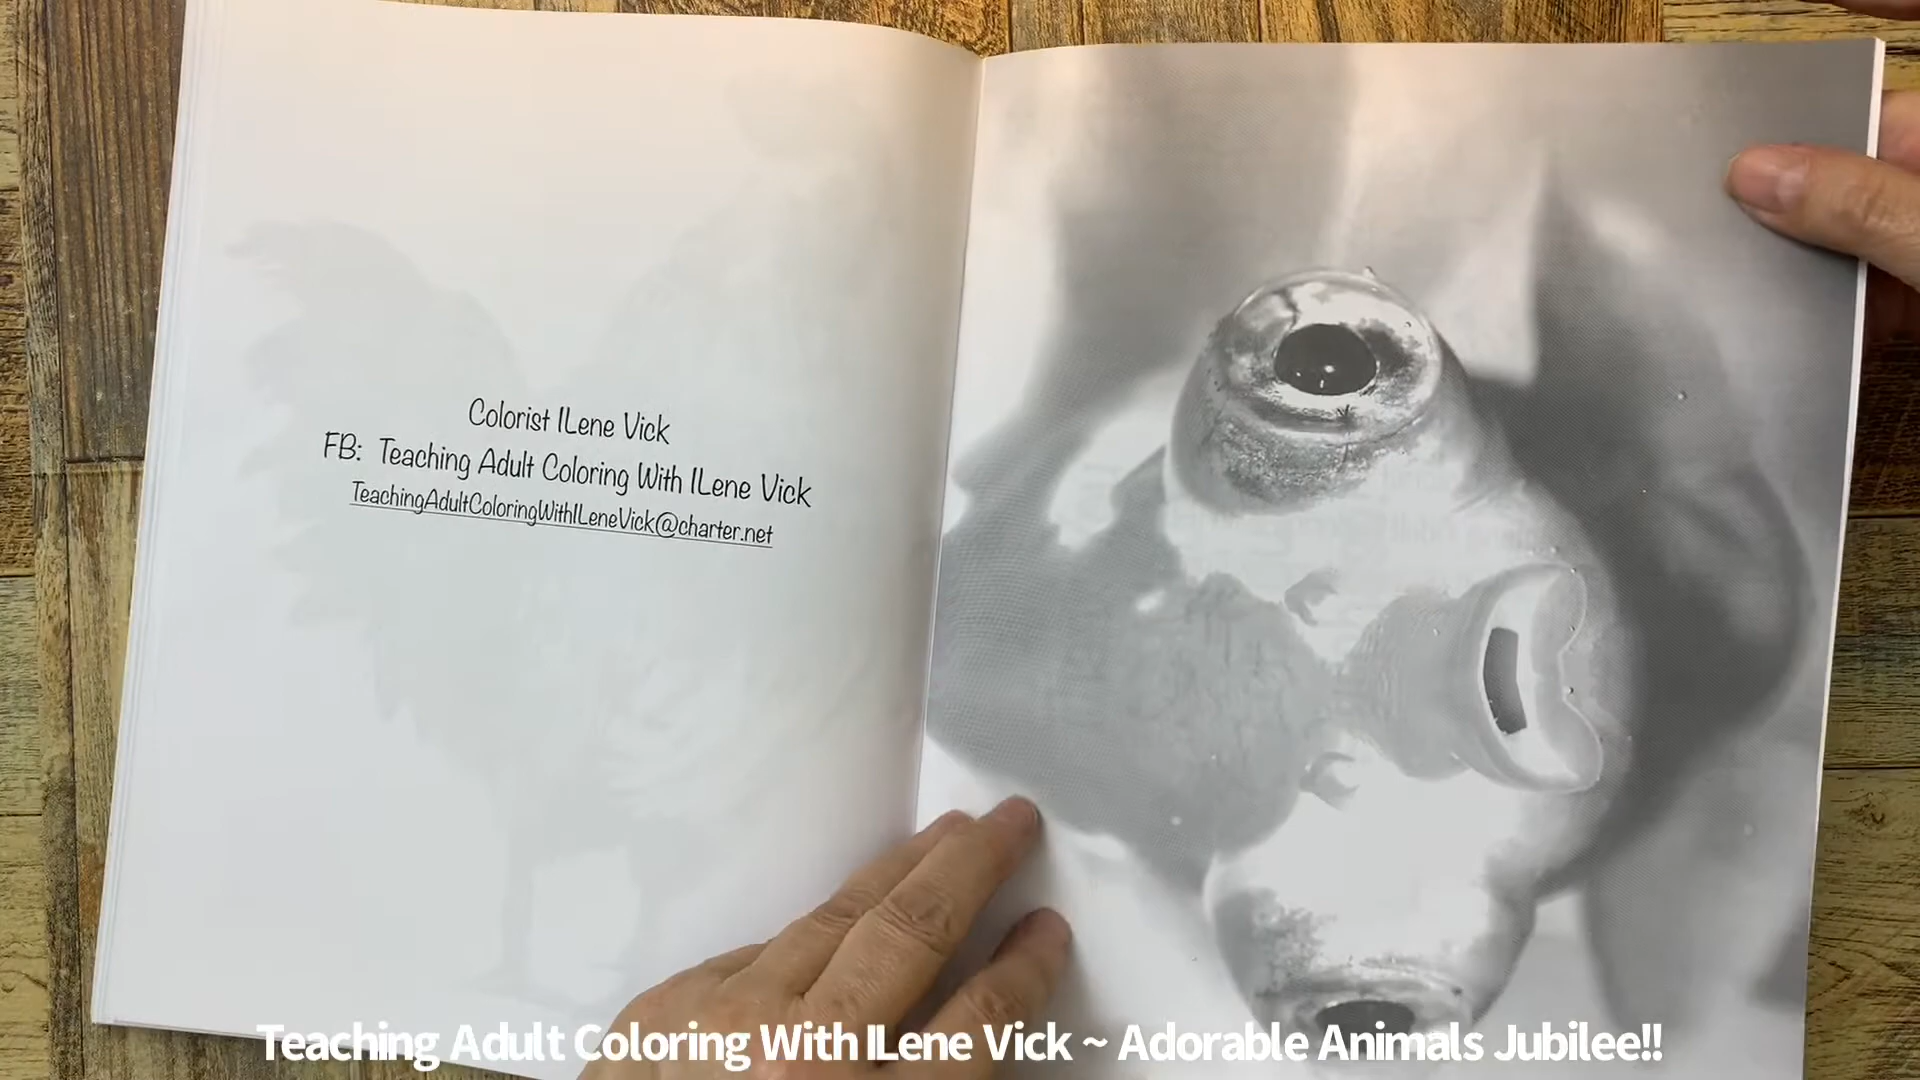 Colorist ILene Vick
FB: Teaching Adult Coloring With ILene Vick
TeachingAdultColoringWithILeneVick@charter.net
Teaching Adult Coloring With ILene Vick ~ Adorable Animals Jubilee!!